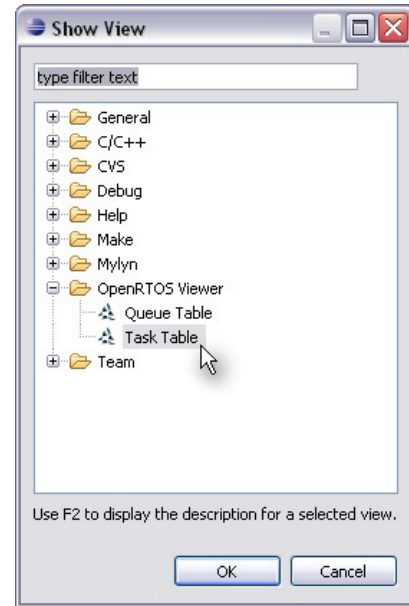 Show View
type filter text
General
C/C++
CVS
Debug
Help
Make
Mylyn
OpenRTOS Viewer
Queue Table
Task Table
Team
Use F2 to display the description for a selected view.
OK
Cancel